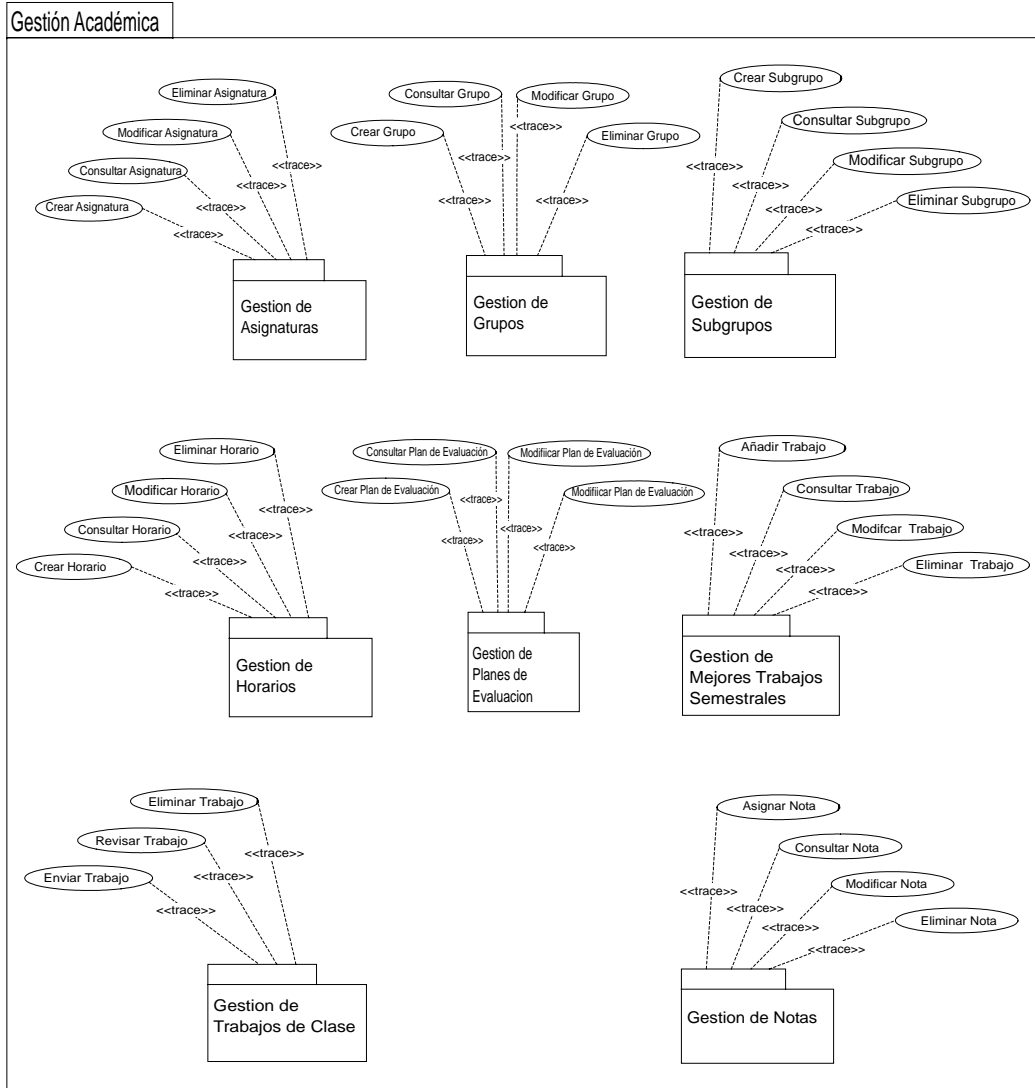 Gestión Académica
Eliminar Asignatura
Modificar Asignatura
Consultar Asignatura
Crear Asignatura
<<trace>>
<<trace>>
<<trace>>
<<trace>>
Gestion de
Asignaturas
Consultar Grupo
Modificar Grupo
Crear Grupo
Eliminar Grupo
<<trace>>
<<trace>>
<<trace>>
<<trace>>
Gestion de
Grupos
Crear Subgrupo
Consultar Subgrupo
Modificar Subgrupo
Eliminar Subgrupo
<<trace>>
<<trace>>
<<trace>>
<<trace>>
Gestion de
Subgrupos
Eliminar Horario
Modificar Horario
Consultar Horario
Crear Horario
<<trace>>
<<trace>>
<<trace>>
<<trace>>
Gestion de
Horarios
Consultar Plan de Evaluación
Modifiicar Plan de Evaluación
Crear Plan de Evaluación
Modifiicar Plan de Evaluación
<<trace>>
<<trace>>
<<trace>>
<<trace>>
Gestion de
Planes de
Evaluacion
Añadir Trabajo
Consultar Trabajo
Modifcar Trabajo
Eliminar Trabajo
<<trace>>
<<trace>>
<<trace>>
<<trace>>
Gestion de
Mejores Trabajos
Semestrales
Eliminar Trabajo
Revisar Trabajo
Enviar Trabajo
<<trace>>
<<trace>>
<<trace>>
Gestion de
Trabajos de Clase
Asignar Nota
Consultar Nota
Modificar Nota
Eliminar Nota
<<trace>>
<<trace>>
<<trace>>
<<trace>>
Gestion de Notas